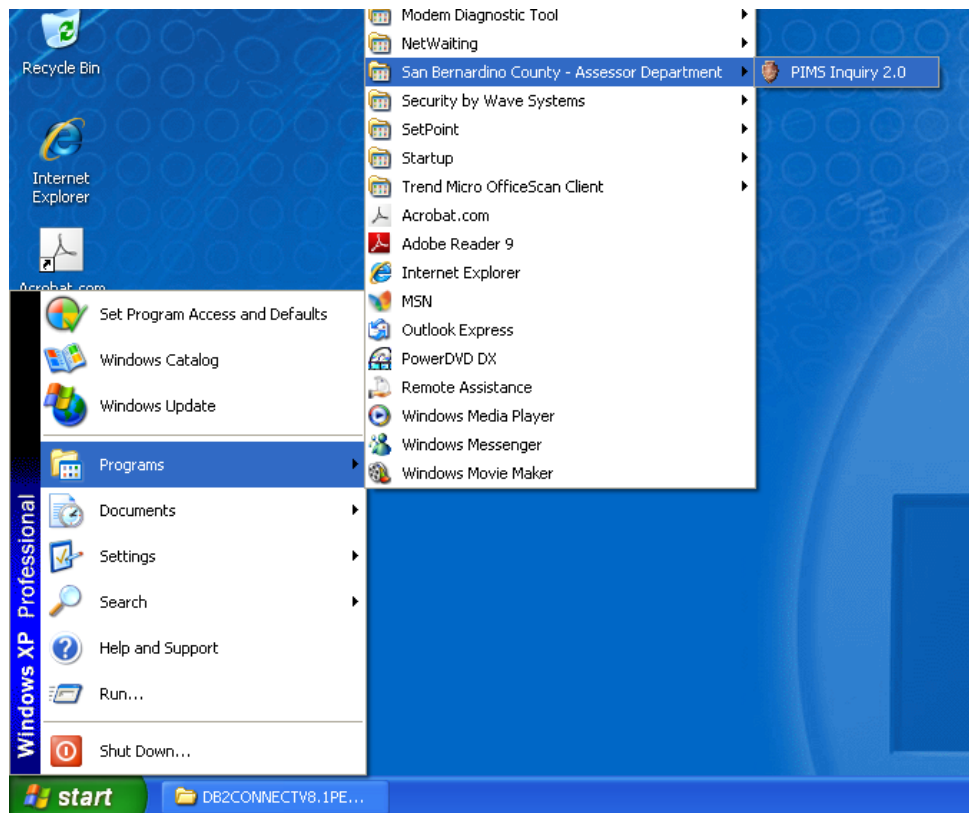 Recycle Bin
Internet
Explorer
Acrobat.com
Modem Diagnostic Tool
NetWaiting
San Bernardino County - Assessor Department
PIMS Inquiry 2.0
Security by Wave Systems
SetPoint
Startup
Trend Micro OfficeScan Client
Acrobat.com
Adobe Reader 9
Internet Explorer
MSN
Outlook Express
PowerDVD DX
Remote Assistance
Windows Media Player
Windows Messenger
Windows Movie Maker
Set Program Access and Defaults
Windows Catalog
Windows Update
Programs
Documents
Settings
Search
Help and Support
Run...
Shut Down...
Windows XP Professional
start
DB2CONNECTV8.1PE...